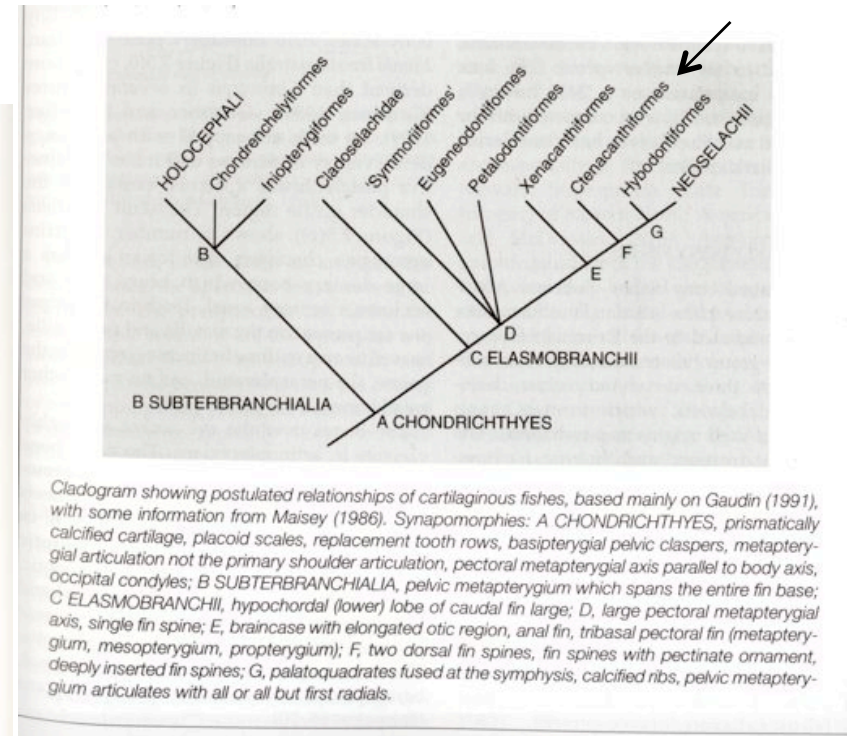 HOLOCEPHALI
Chondrenchelyiformes
Iniopterygiformes
Cladoselachidae
'Symmoriiformes'
Eugeneodontiformes
Petalodontiformes
Xenacanthiformes
Ctenacanthiformes
Hybodontiformes
NEOSELACHII
G
B
F
E
D
C ELASMOBRANCHII
B SUBTERBRANCHIALIA
A CHONDRICHTHYES
Cladogram showing postulated relationships of cartilaginous fishes, based mainly on Gaudin (1991),
with some information from Maisey (1986). Synapomorphies: A CHONDRICHTHYES, prismatically
calcified cartilage, placoid scales, replacement tooth rows, basipterygial pelvic claspers, metaptery-
gial articulation not the primary shoulder articulation, pectoral metapterygial axis parallel to body axis,
occipital condyles; B SUBTERBRANCHIALIA, pelvic metapterygium which spans the entire fin base;
C ELASMOBRANCHII, hypochordal (lower) lobe of caudal fin large; D, large pectoral metapterygial
axis, single fin spine; E, braincase with elongated otic region, anal fin, tribasal pectoral fin (metaptery-
gium, mesopterygium, propterygium); F, two dorsal fin spines, fin spines with pectinate ornament,
deeply inserted fin spines; G, palatoquadrates fused at the symphysis, calcified ribs, pelvic metaptery-
gium articulates with all or all but first radials.